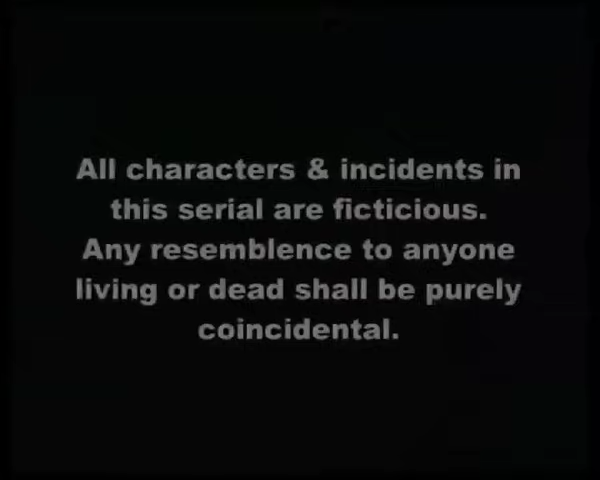 All characters & incidents in
this serial are ficticious.
Any resemblence to anyone
living or dead shall be purely
coincidental.